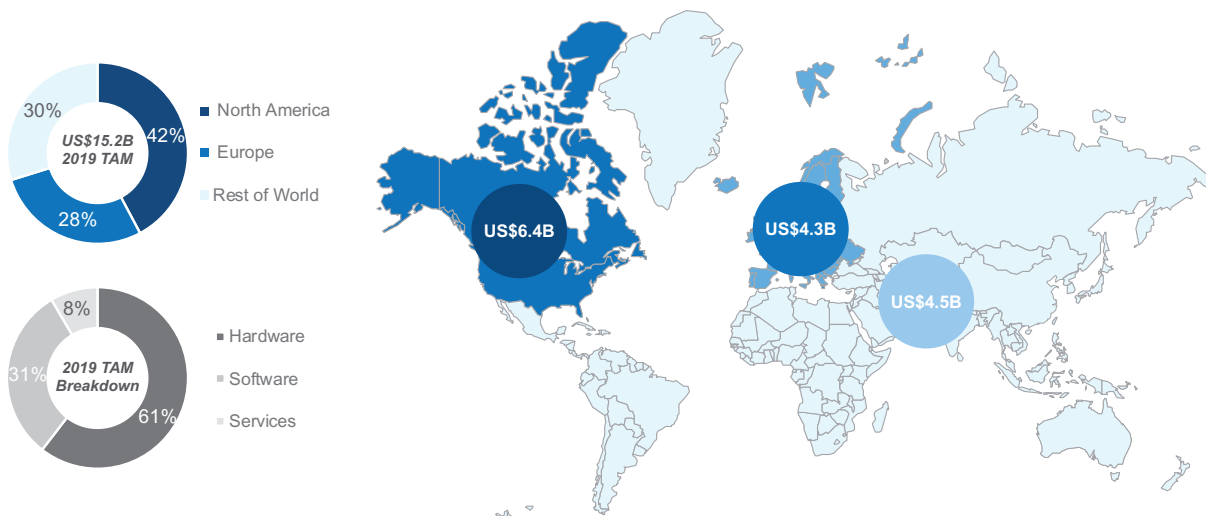 30%
42%
28%
US$15.2B
2019 TAM
North America
Europe
Rest of World
8%
31%
61%
2019 TAM
Breakdown
Hardware
Software
Services
US$6.4B
US$4.3B
US$4.5B